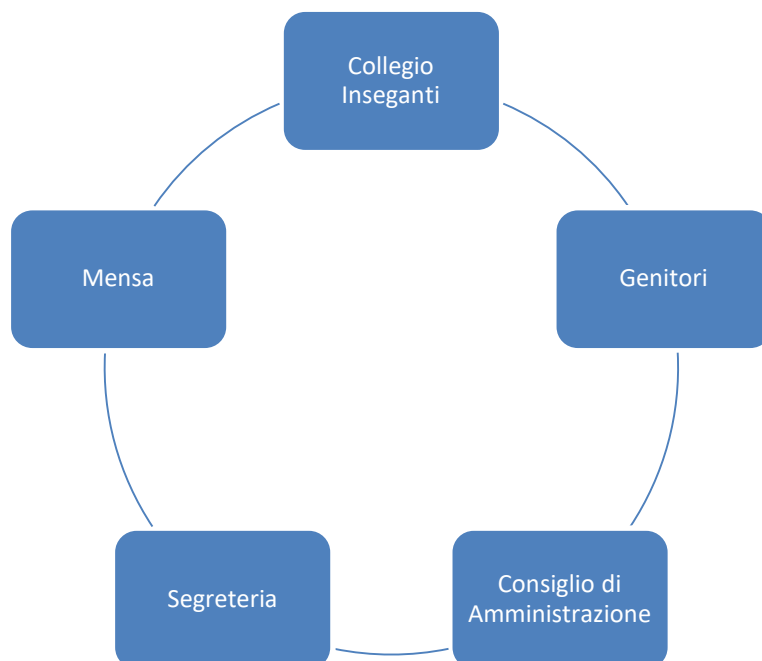 Collegio
Inseganti
Genitori
Consiglio di
Amministrazione
Segreteria
Mensa